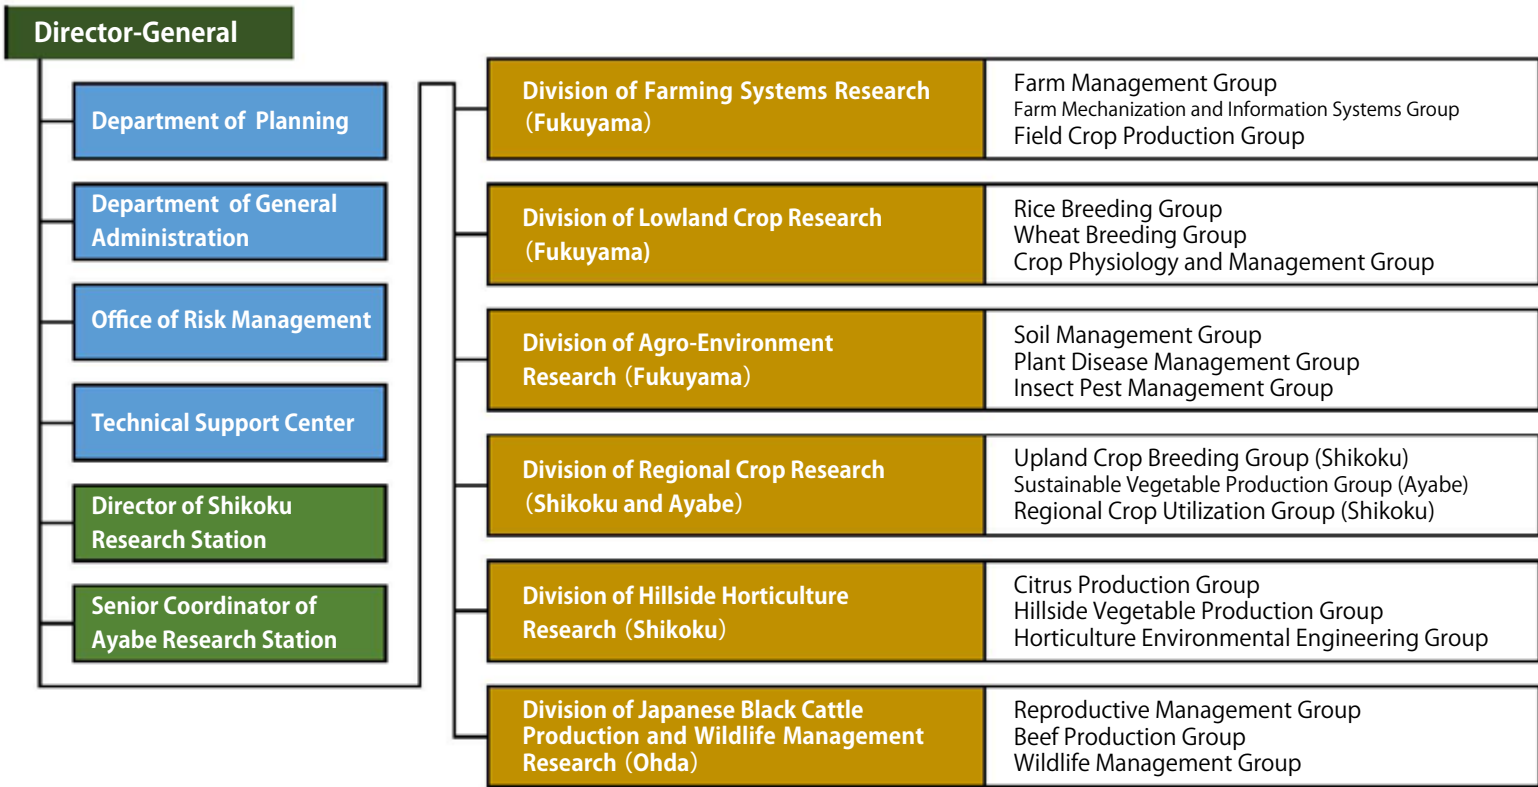 Director-General
Department of Planning
Department of General
Administration
Office of Risk Management
Technical Support Center
Director of Shikoku
Research Station
Senior Coordinator of
Ayabe Research Station
Division of Farming Systems Research
（Fukuyama）
Farm Management Group
Farm Mechanization and Information Systems Group
Field Crop Production Group
Division of Lowland Crop Research
（Fukuyama)
Rice Breeding Group
Wheat Breeding Group
Crop Physiology and Management Group
Division of Agro-Environment
Research（Fukuyama）
Soil Management Group
Plant Disease Management Group
Insect Pest Management Group
Division of Regional Crop Research
（Shikoku and Ayabe）
Upland Crop Breeding Group (Shikoku)
Sustainable Vegetable Production Group (Ayabe)
Regional Crop Utilization Group (Shikoku)
Division of Hillside Horticulture
Research（Shikoku）
Citrus Production Group
Hillside Vegetable Production Group
Horticulture Environmental Engineering Group
Division of Japanese Black Cattle
Production and Wildlife Management
Research（Ohda）
Reproductive Management Group
Beef Production Group
Wildlife Management Group